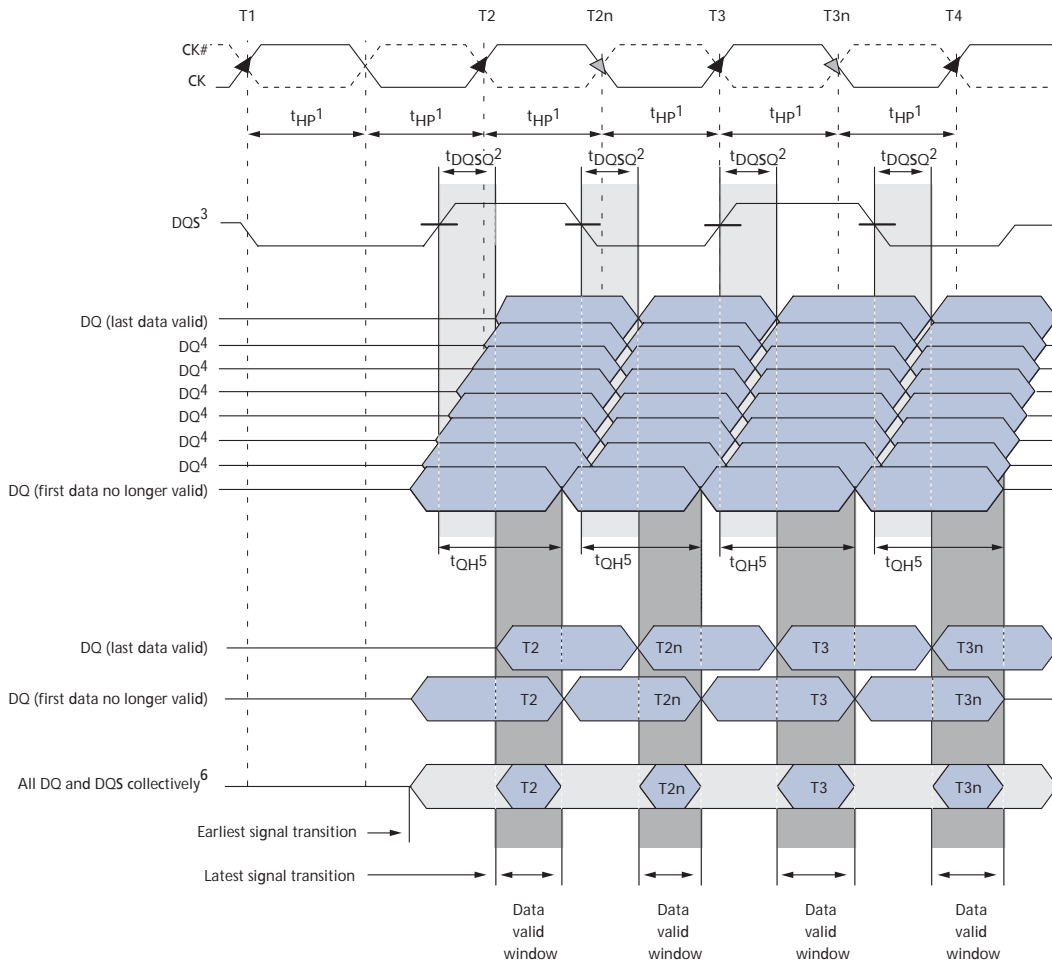 T1 T2 T2n T3 T3n T4
CK#
CK
tHP1 tHP1 tHP1 tHP1 tHP1 tHP1
tDQSQ2 tDQSQ2 tDQSQ2 tDQSQ2
DQS3
DQ (last data valid)
DQ4
DQ4
DQ4
DQ4
DQ4
DQ4
DQ (first data no longer valid)
tQH5 tQH5 tQH5 tQH5
DQ (last data valid) T2 T2n T3 T3n
DQ (first data no longer valid) T2 T2n T3 T3n
All DQ and DQS collectively6 T2 T2n T3 T3n
Earliest signal transition
Latest signal transition
Data Data Data Data
valid valid valid valid
window window window window